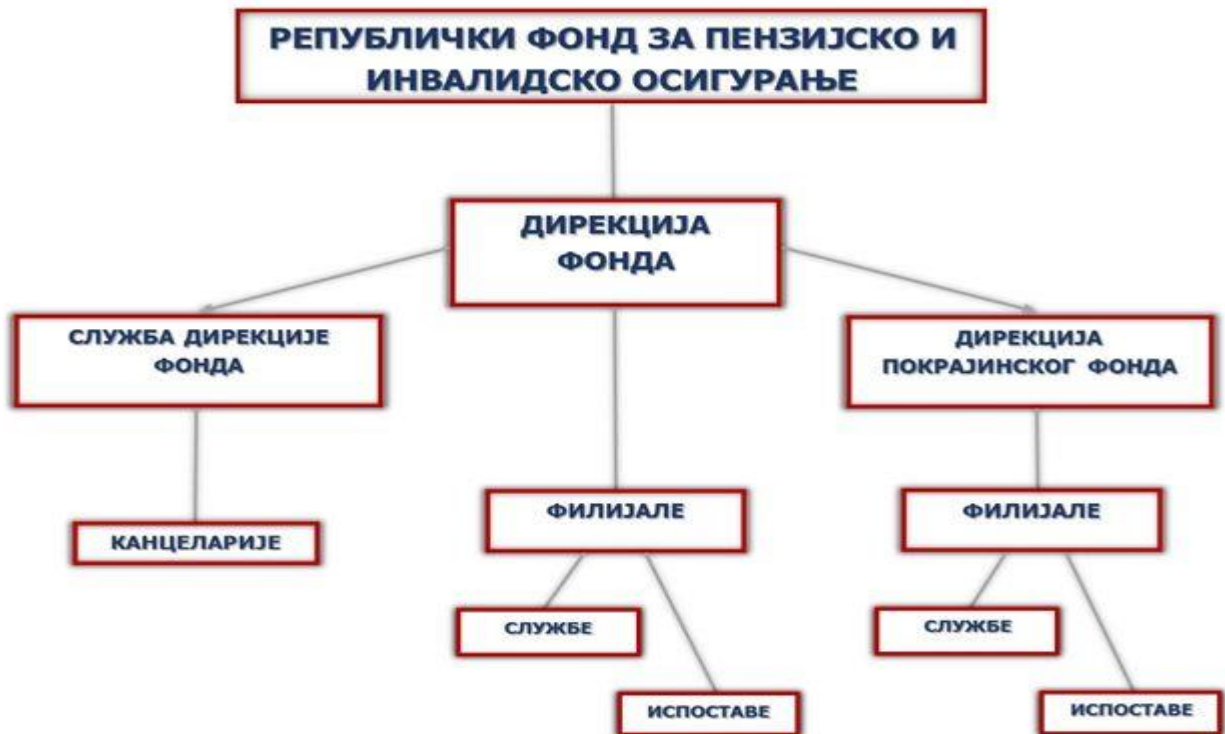 РЕПУБЛИЧКИ ФОНД ЗА ПЕНЗИЈСКО И
ИНВАЛИДСКО ОСИГУРАЊЕ
ДИРЕКЦИЈА
ФОНДА
СЛУЖБА ДИРЕКЦИЈЕ
ФОНДА
ДИРЕКЦИЈА
ПОКРАЈИНСКОГ ФОНДА
КАНЦЕЛАРИЈЕ
ФИЛИЈАЛЕ
ФИЛИЈАЛЕ
СЛУЖБЕ
СЛУЖБЕ
ИСПОСТАВЕ
ИСПОСТАВЕ